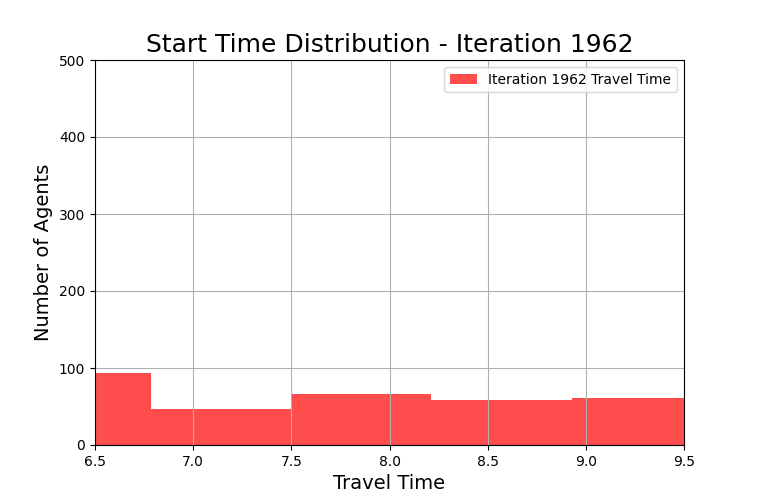 Start Time Distribution - Iteration 1962
Iteration 1962 Travel Time
Number of Agents
500
400
300
200
100
0
6.5 7.0 7.5 8.0 8.5 9.0 9.5
Travel Time